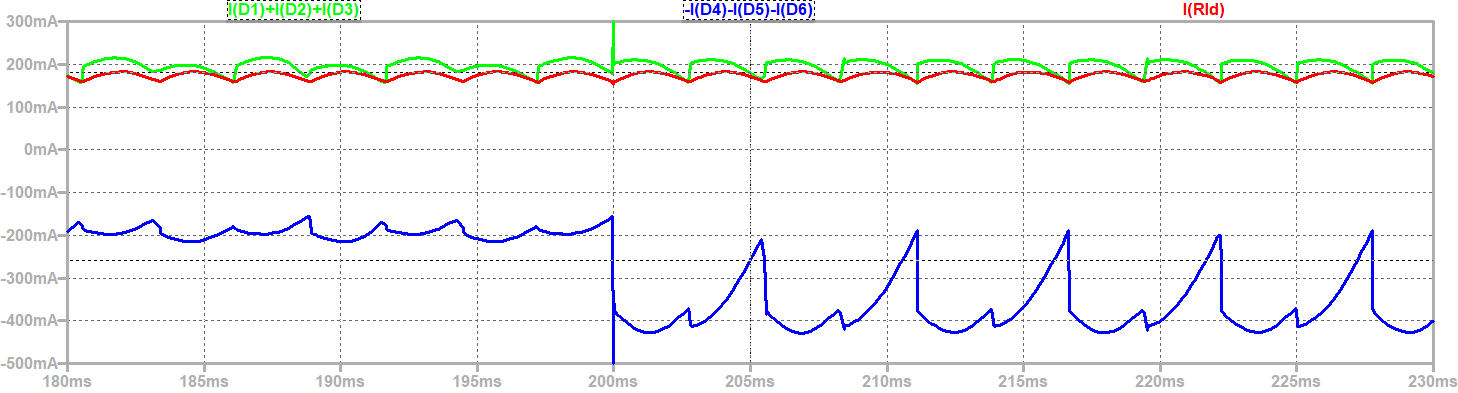 I(D1)+I(D2)+I(D3) -I(D4)-I(D5)-I(D6) I(Rld)
300mA
200mA
100mA
0mA
-100mA
-200mA
-300mA
-400mA
-500mA
180ms 185ms 190ms 195ms 200ms 205ms 210ms 215ms 220ms 225ms 230ms